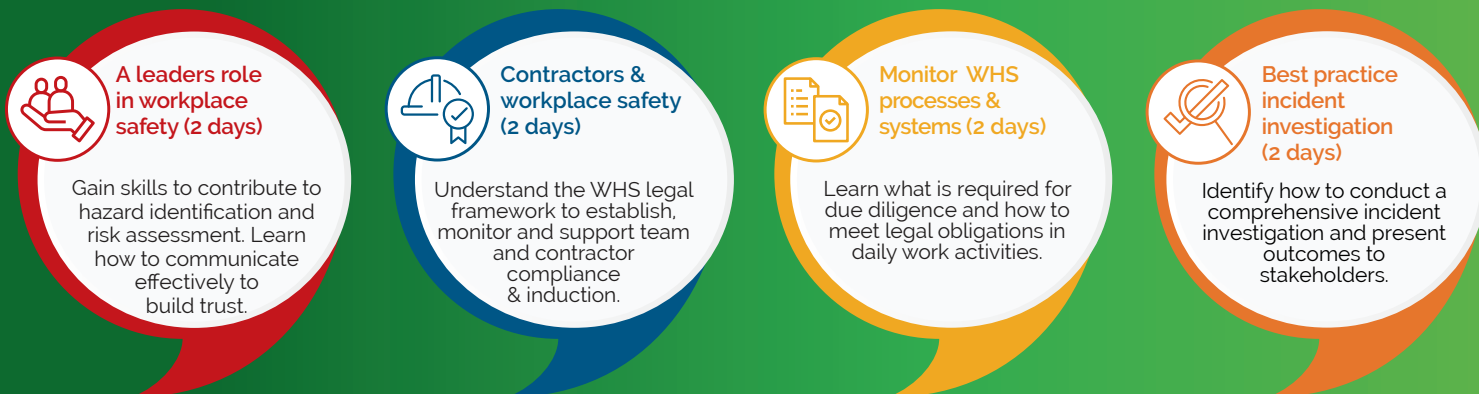 A leaders role
in workplace
safety (2 days)
Gain skills to contribute to
hazard identification and
risk assessment. Learn
how to communicate
effectively to
build trust.
Contractors &
workplace safety
(2 days)
Understand the WHS legal
framework to establish,
monitor and support team
and contractor
compliance
& induction.
Monitor WHS
processes &
systems (2 days)
Learn what is required for
due diligence and how to
meet legal obligations in
daily work activities.
Best practice
incident
investigation
(2 days)
Identify how to conduct a
comprehensive incident
investigation and present
outcomes to
stakeholders.